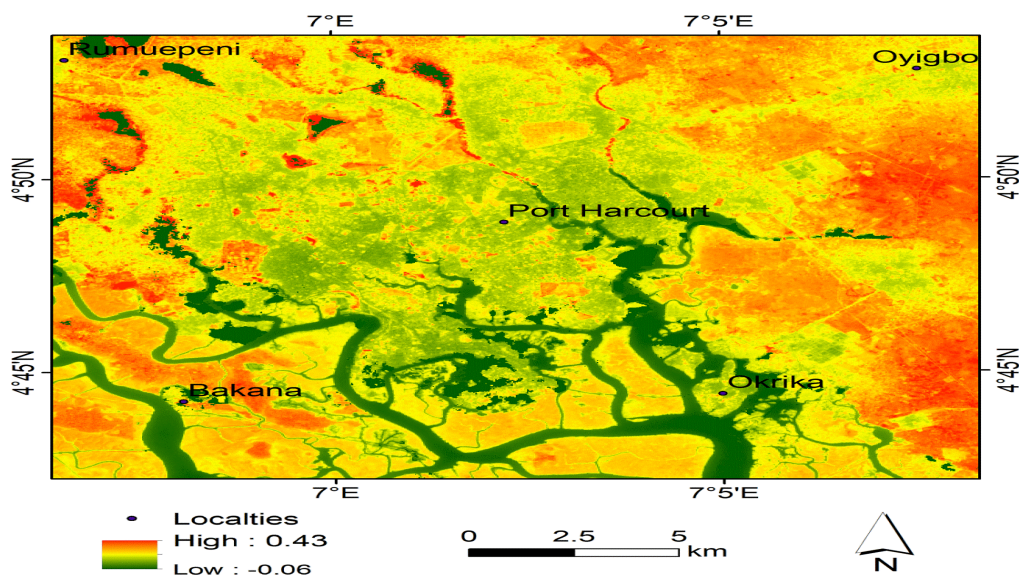 7°E 7°5'E
Rumuepeni
Oyigbo
4°50'N 4°50'N
Port Harcourt
4°45'N 4°45'N
Bakana
Okrika
7°E 7°5'E
Localties
High : 0.43
Low : -0.06
0 2.5 5
km
N